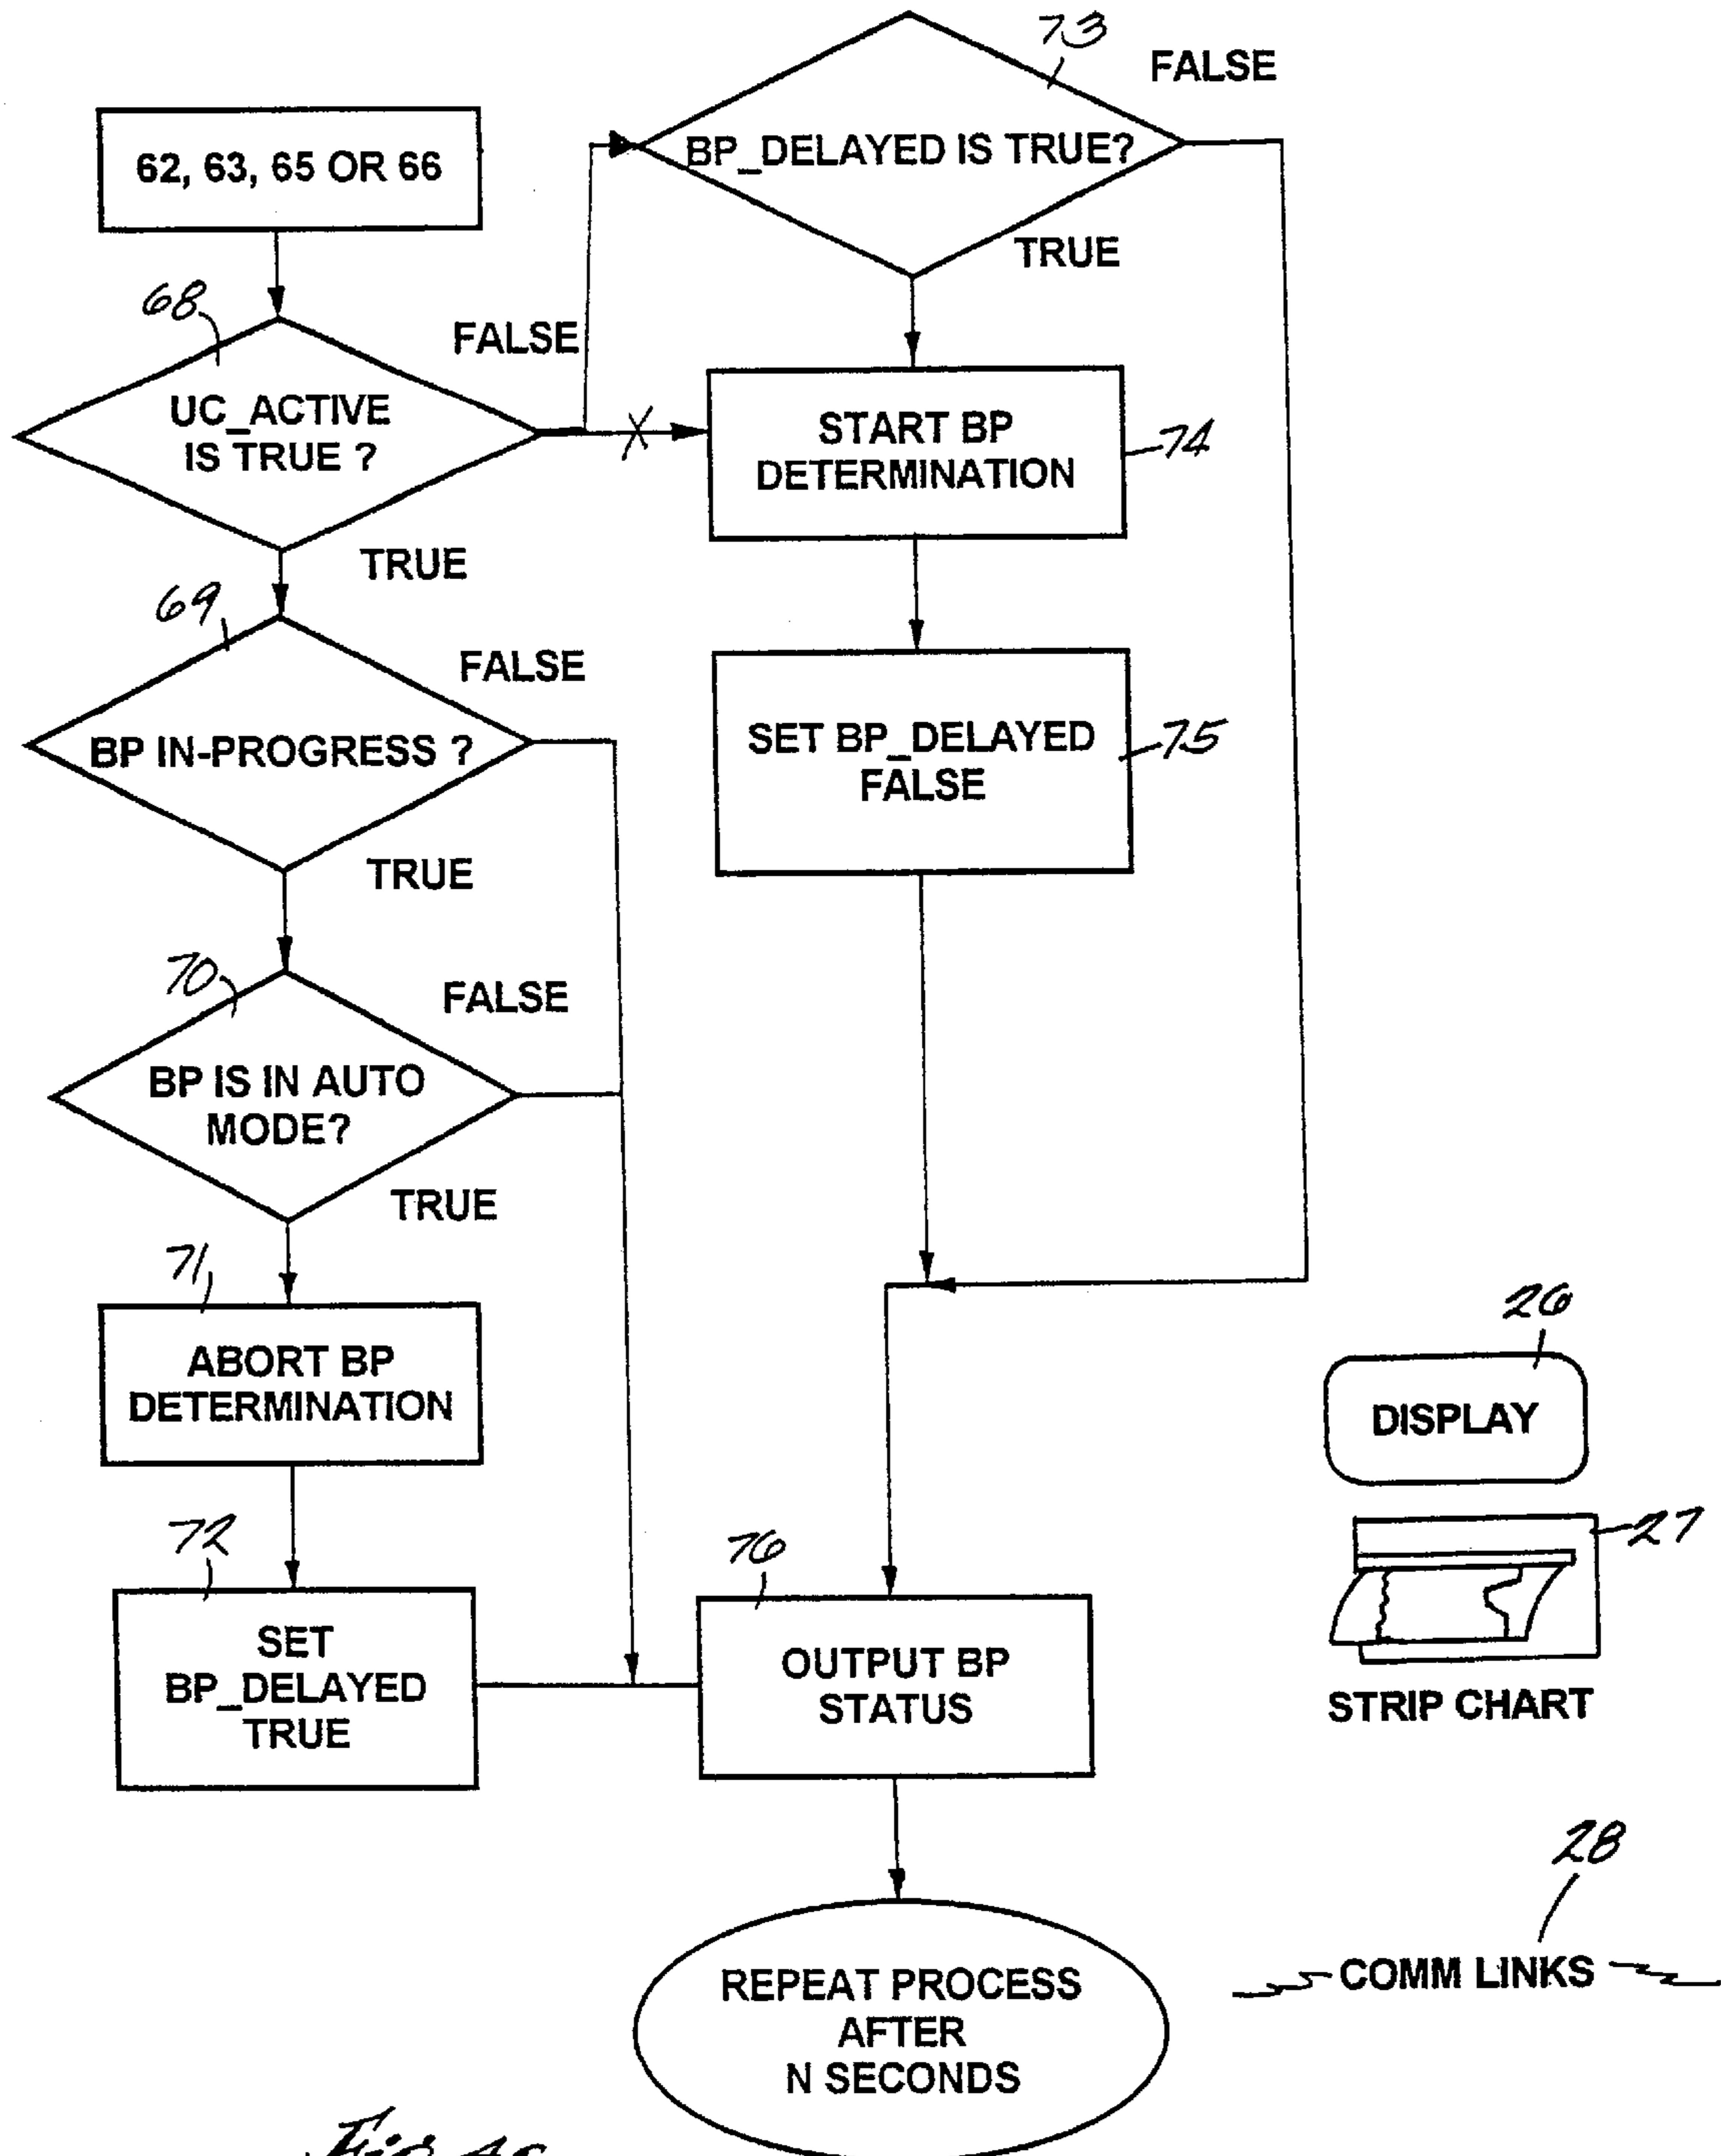 73
FALSE
62, 63, 65 OR 66
BP_DELAYED IS TRUE?
TRUE
68
FALSE
UC_ACTIVE
IS TRUE ?
X
START BP
DETERMINATION
74
TRUE
69
FALSE
BP IN-PROGRESS ?
SET BP_DELAYED
FALSE
75
TRUE
70
FALSE
BP IS IN AUTO
MODE?
TRUE
71
ABORT BP
DETERMINATION
26
DISPLAY
27
STRIP CHART
72
SET
BP_DELAYED
TRUE
76
OUTPUT BP
STATUS
28
COMM LINKS
REPEAT PROCESS
AFTER
N SECONDS
Fig.